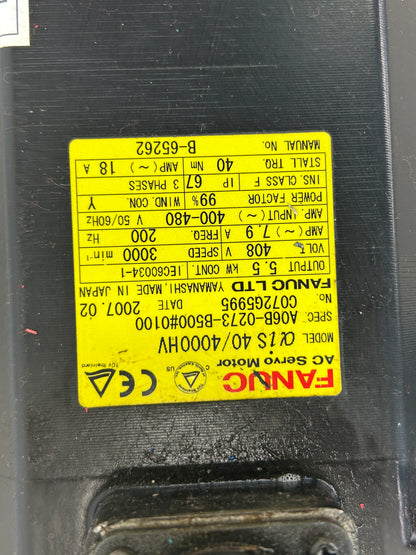 FANUC
AC Servo Motor
MODEL αiS 40/4000HV
SPEC. A06B-0273-B500#0100
No. C07265995 DATE 2007. 02
FANUC LTD YAMANASHI. MADE IN JAPAN
OUTPUT 5. 5 kW CONT. IEC60034-1
VOLT. 408 V SPEED 3000 min⁻¹
AMP(~) 17. 9 A FREQ. 200 Hz
AMP. INPUT(~) 400-480 V 50/60Hz
POWER FACTOR 99% WIND CON. Y
INS. CLASS F IP 67 3 PHASES
STALL TRQ. 40 Nm AMP(~) 18 A
MANUAL No. B-65262